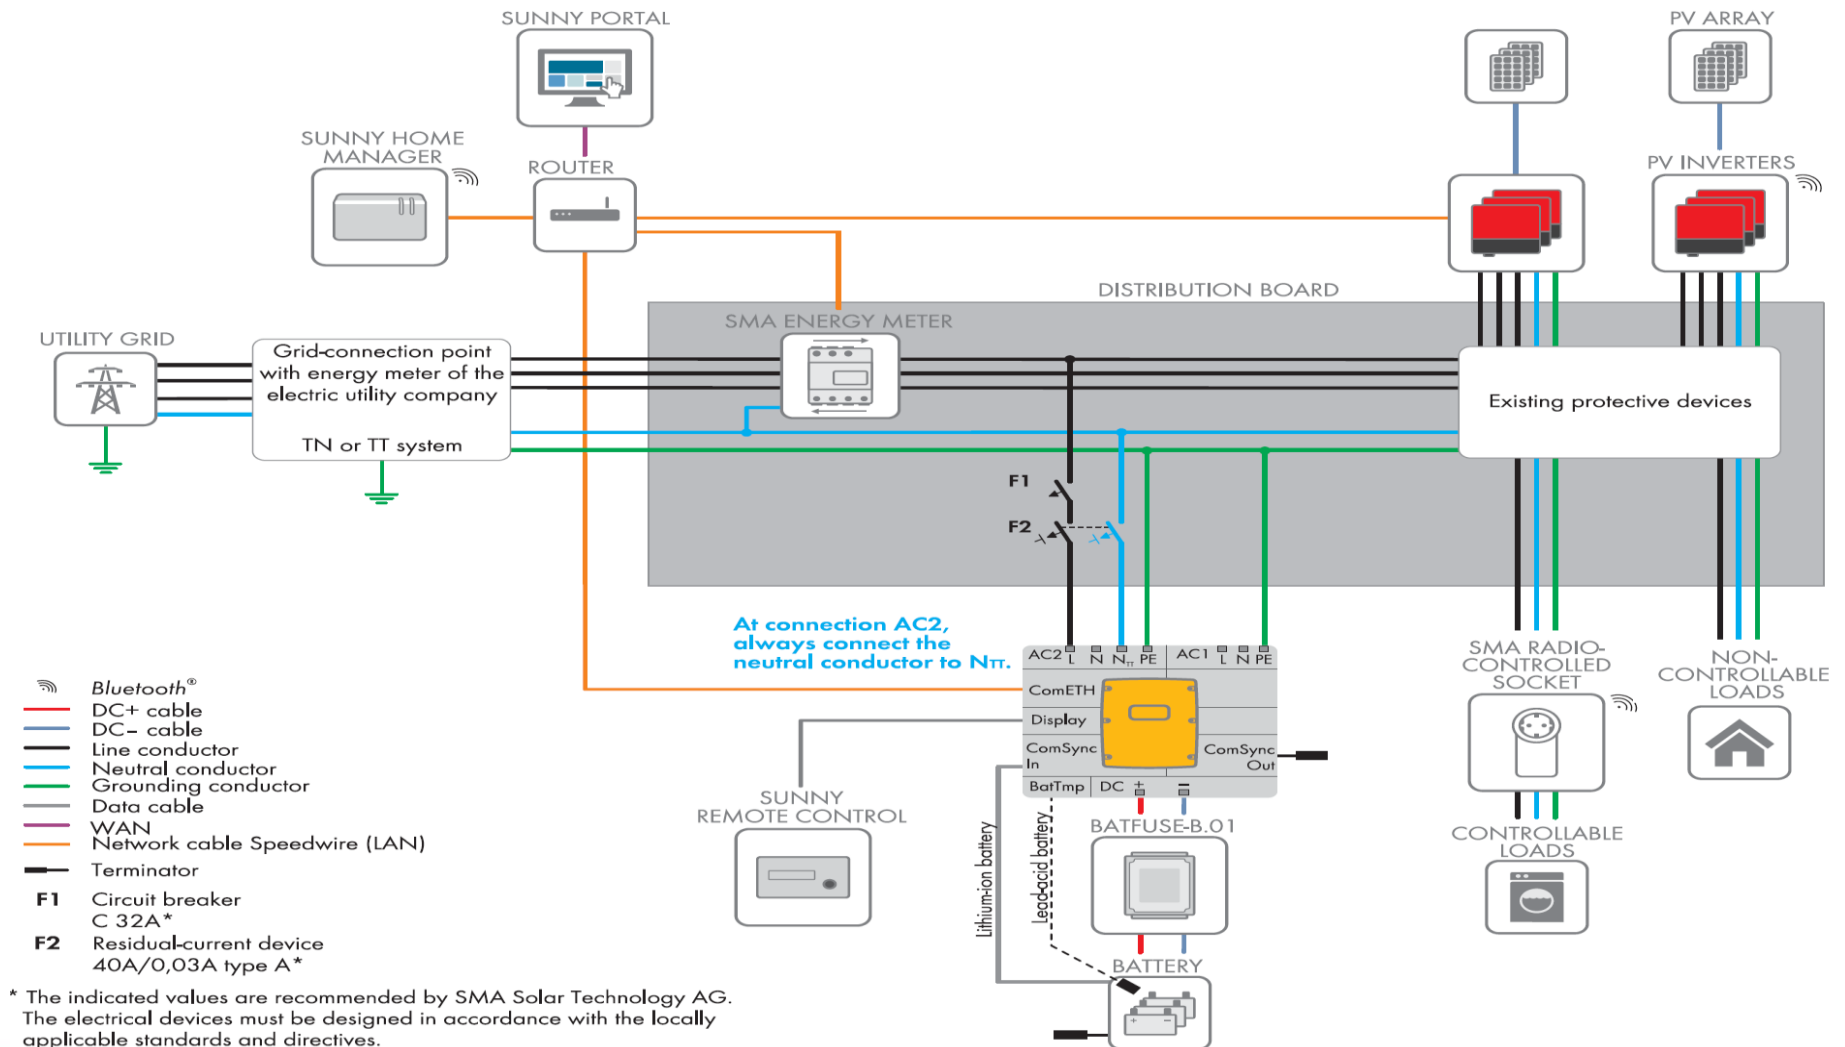 SUNNY PORTAL
PV ARRAY
SUNNY HOME
MANAGER
ROUTER
PV INVERTERS
DISTRIBUTION BOARD
SMA ENERGY METER
UTILITY GRID
Grid-connection point
with energy meter of the
electric utility company
TN or TT system
Existing protective devices
F1
F2
At connection AC2,
always connect the
neutral conductor to NTT.
AC2 L N NTT PE AC1 L N PE
ComETH
Display
ComSync
In
ComSync
Out
BatTmp DC + −
SMA RADIO-
CONTROLLED
SOCKET
NON-
CONTROLLABLE
LOADS
Bluetooth®
DC+ cable
DC− cable
Line conductor
Neutral conductor
Grounding conductor
Data cable
WAN
Network cable Speedwire (LAN)
Terminator
F1 Circuit breaker
C 32A*
F2 Residual-current device
40A/0,03A type A*
SUNNY
REMOTE CONTROL
Lithium-ion battery
Lead-acid battery
BATFUSE-B.01
CONTROLLABLE
LOADS
BATTERY
+ −
* The indicated values are recommended by SMA Solar Technology AG.
The electrical devices must be designed in accordance with the locally
applicable standards and directives.